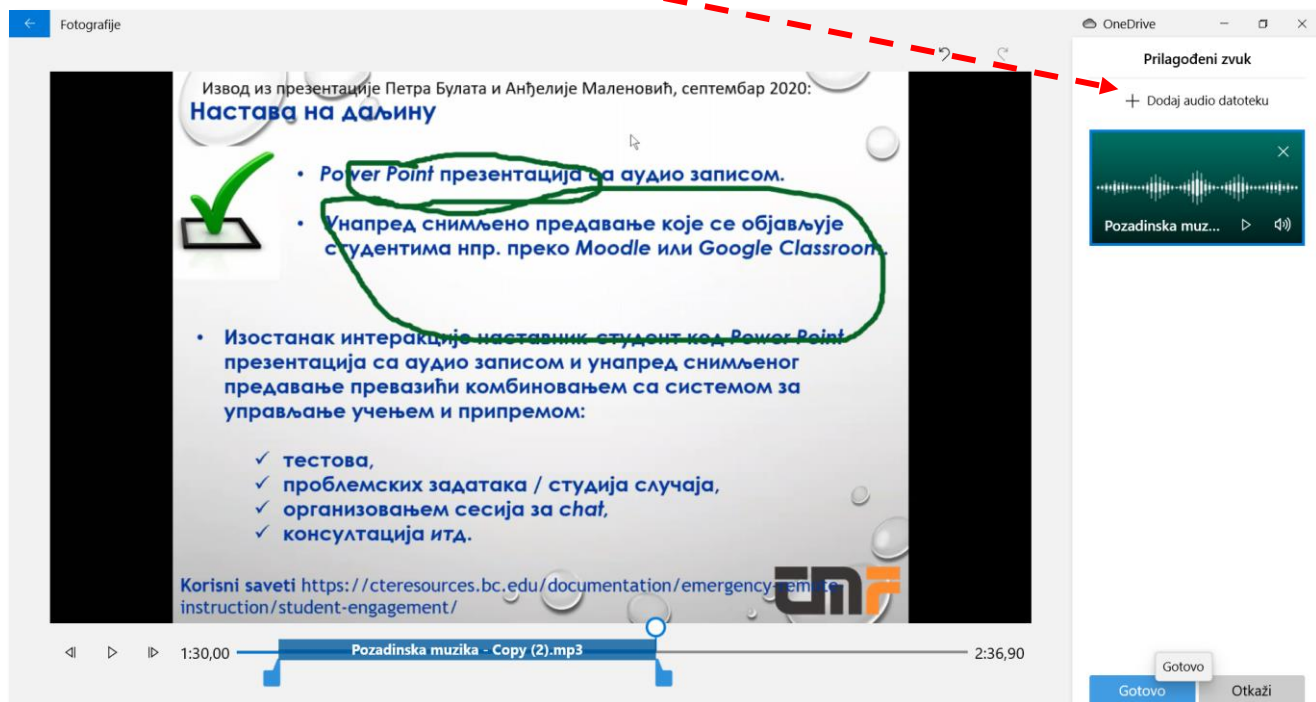 Fotografije
OneDrive
Prilagođeni zvuk
Dodaj audio datoteku
Pozadinska muz...
Извод из презентације Петра Булата и Анђелије Маленовић, септембар 2020:
Настава на даљину
• Power Point презентација са аудио записом.
• Унапред снимљено предавање које се објављује
студентима нпр. преко Moodle или Google Classroom.
• Изостанак интеракције наставник-студент код Power Point
презентација са аудио записом и унапред снимљеног
предавање превазићи комбиновањем са системом за
управљање учењем и припремом:
✓ тестова,
✓ проблемских задатака / студија случаја,
✓ организовањем сесија за chat,
✓ консултација итд.
Korisni saveti https://cteresources.bc.edu/documentation/emergency-remote-
instruction/student-engagement/
1:30,00
Pozadinska muzika - Copy (2).mp3
2:36,90
Gotovo
Gotovo
Otkaži